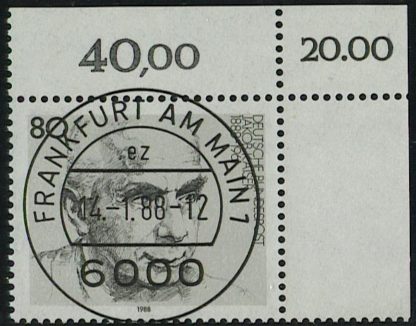 40,00
20.00
80
DEUTSCHE BUNDESPOST
JAKOB KAISER
FRANKFURT AM MAIN 1
ez
14.-1.88-12
6000
1988